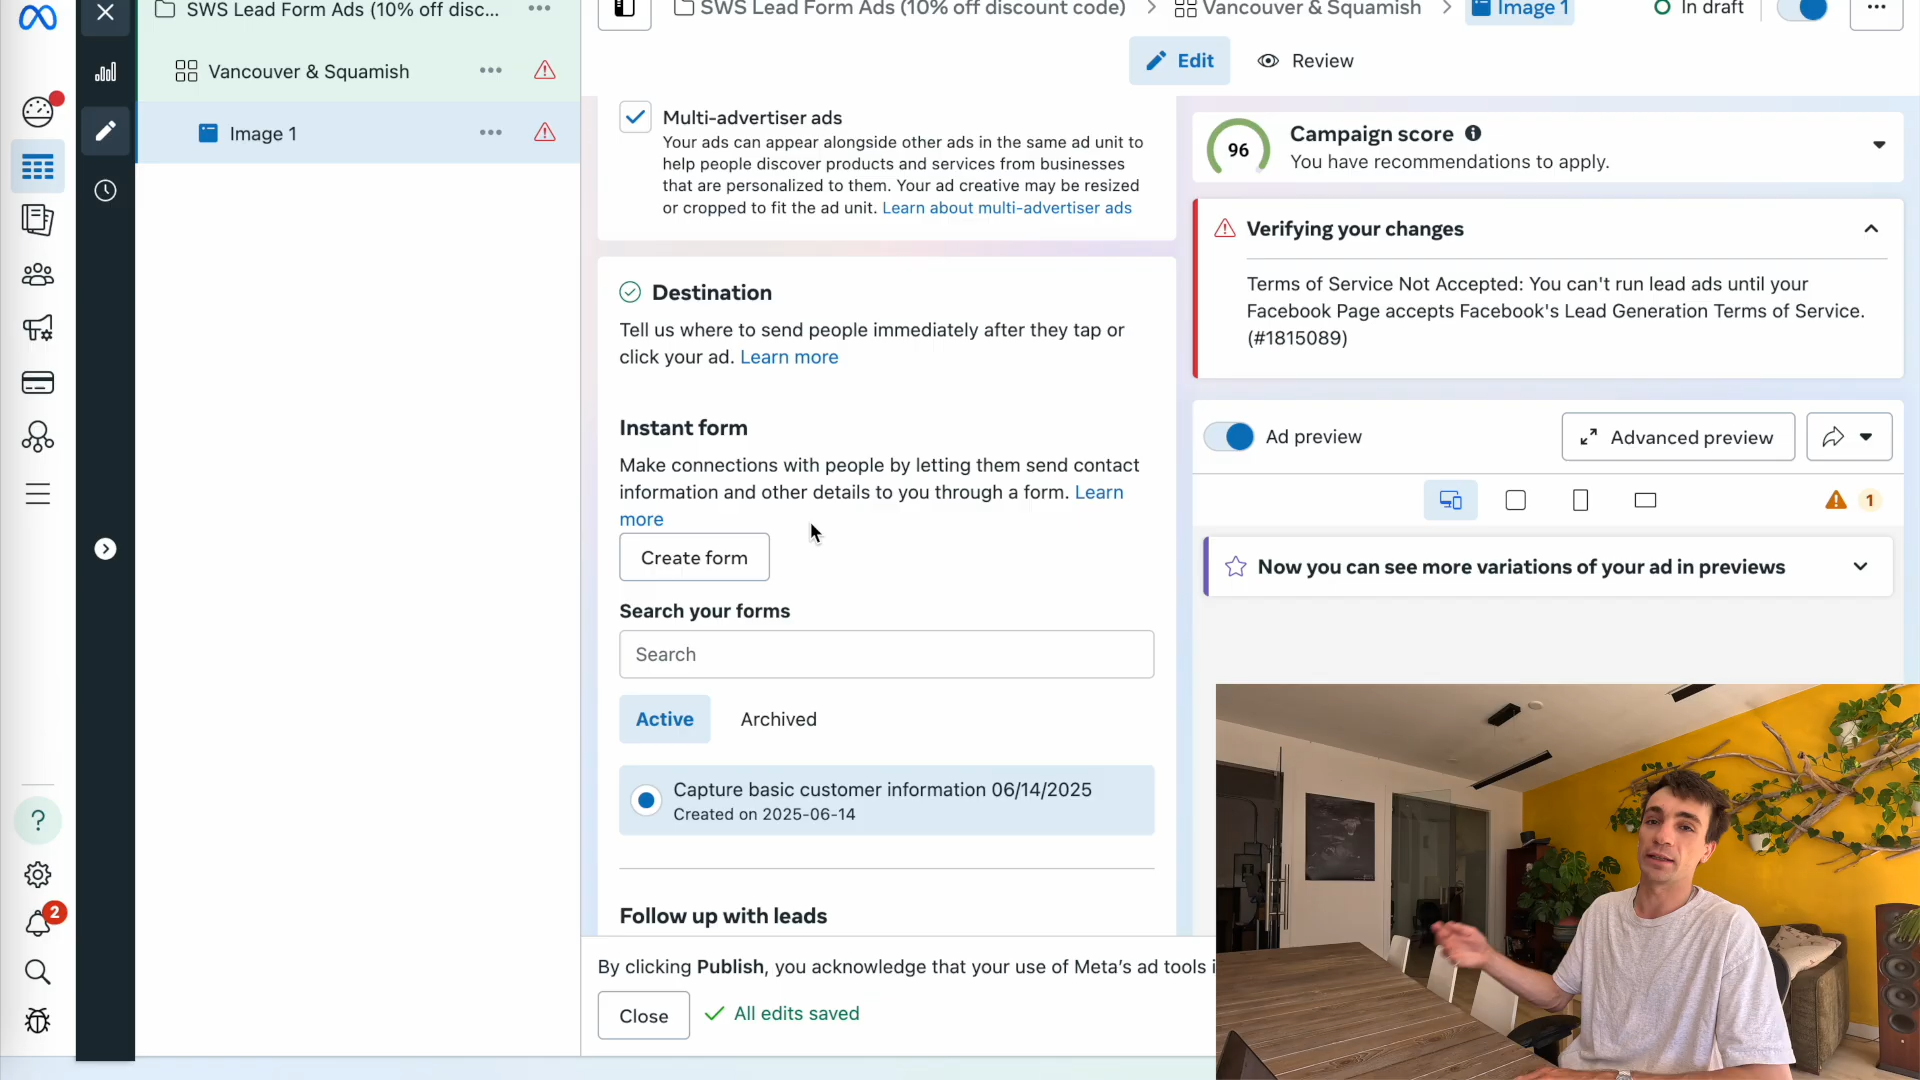 SWS Lead Form Ads (10% off disc...
Vancouver & Squamish
Image 1
SWS Lead Form Ads (10% off discount code)
Vancouver & Squamish
Image 1
In draft
Edit
Review
Multi-advertiser ads
Your ads can appear alongside other ads in the same ad unit to
help people discover products and services from businesses
that are personalized to them. Your ad creative may be resized
or cropped to fit the ad unit. Learn about multi-advertiser ads
Destination
Tell us where to send people immediately after they tap or
click your ad. Learn more
Instant form
Make connections with people by letting them send contact
information and other details to you through a form. Learn
more
Create form
Search your forms
Search
Active
Archived
Capture basic customer information 06/14/2025
Created on 2025-06-14
Follow up with leads
By clicking Publish, you acknowledge that your use of Meta's ad tools i
Close
All edits saved
96
Campaign score
You have recommendations to apply.
Verifying your changes
Terms of Service Not Accepted: You can't run lead ads until your
Facebook Page accepts Facebook's Lead Generation Terms of Service.
(#1815089)
Ad preview
Advanced preview
1
Now you can see more variations of your ad in previews
?
2